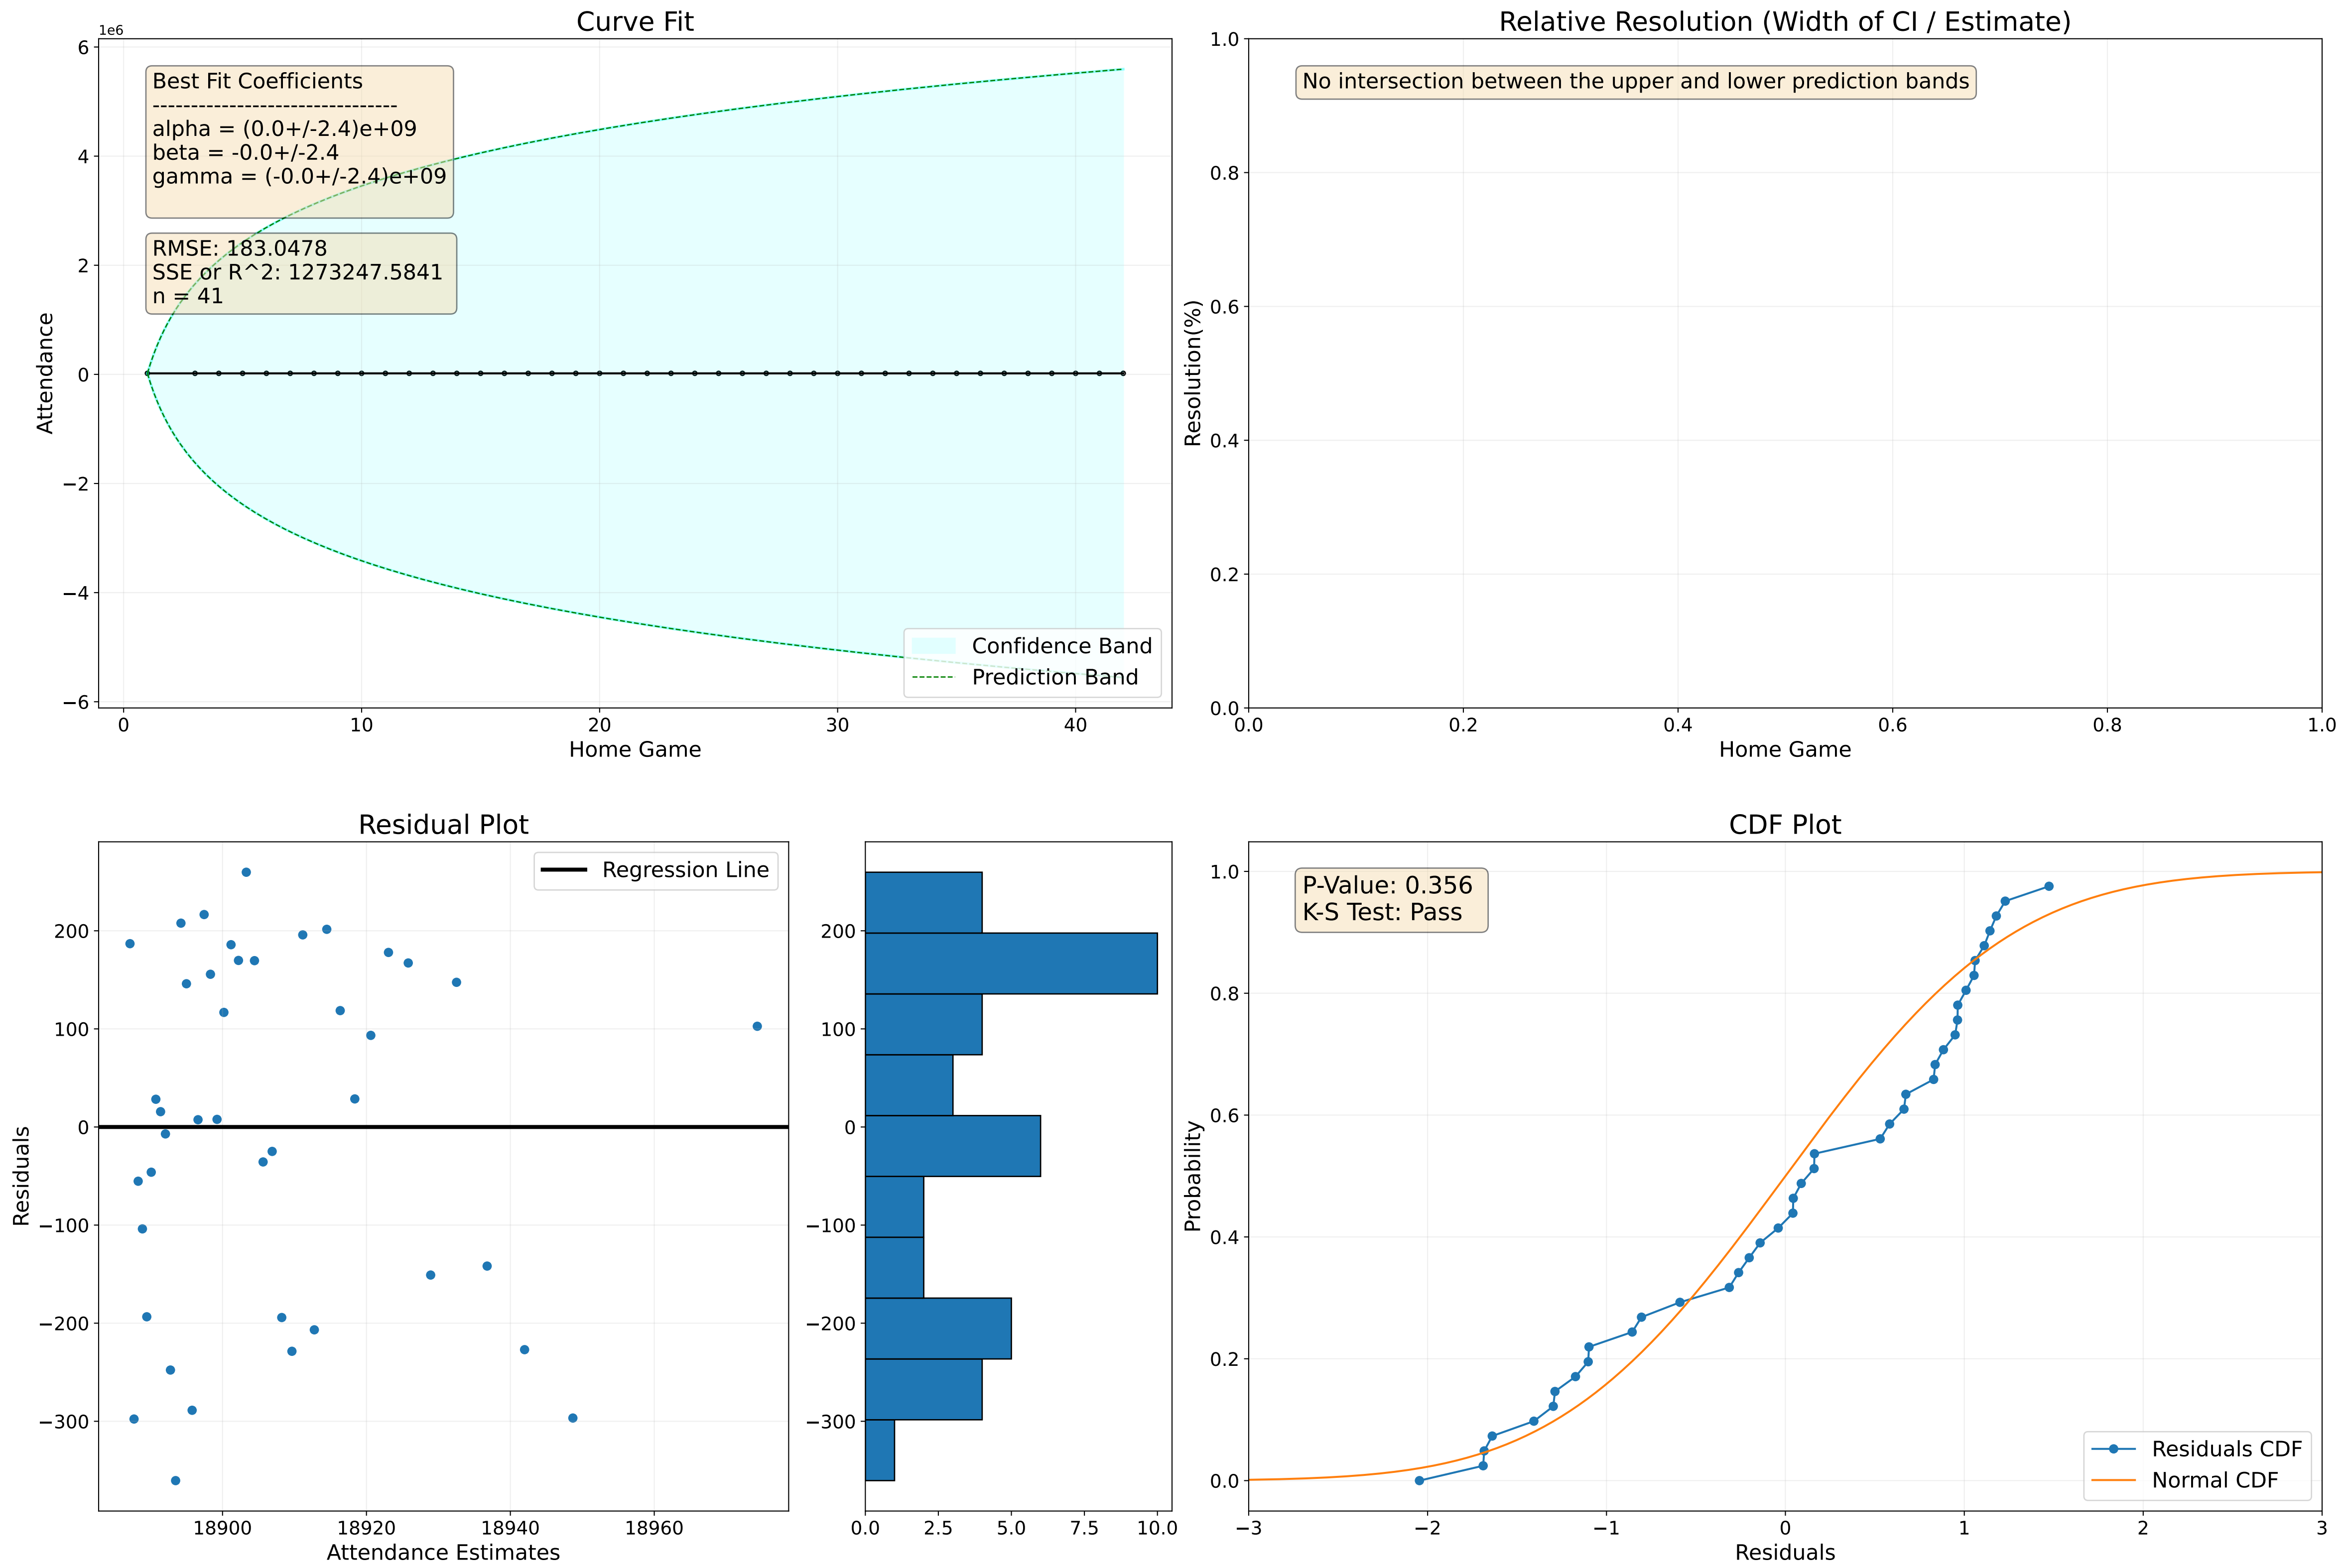 Curve Fit
1e6
6
4
2
0
−2
−4
−6
Attendance
Best Fit Coefficients
--------------------------------
alpha = (0.0+/-2.4)e+09
beta = -0.0+/-2.4
gamma = (-0.0+/-2.4)e+09
RMSE: 183.0478
SSE or R^2: 1273247.5841
n = 41
Confidence Band
Prediction Band
0 10 20 30 40
Home Game
Relative Resolution (Width of CI / Estimate)
1.0
0.8
0.6
0.4
0.2
0.0
Resolution(%)
No intersection between the upper and lower prediction bands
0.0 0.2 0.4 0.6 0.8 1.0
Home Game
Residual Plot
Regression Line
200
100
0
−100
−200
−300
Residuals
18900 18920 18940 18960
Attendance Estimates
200
100
0
−100
−200
−300
0.0 2.5 5.0 7.5 10.0
CDF Plot
1.0
0.8
0.6
0.4
0.2
0.0
Probability
P-Value: 0.356
K-S Test: Pass
Residuals CDF
Normal CDF
−3 −2 −1 0 1 2 3
Residuals